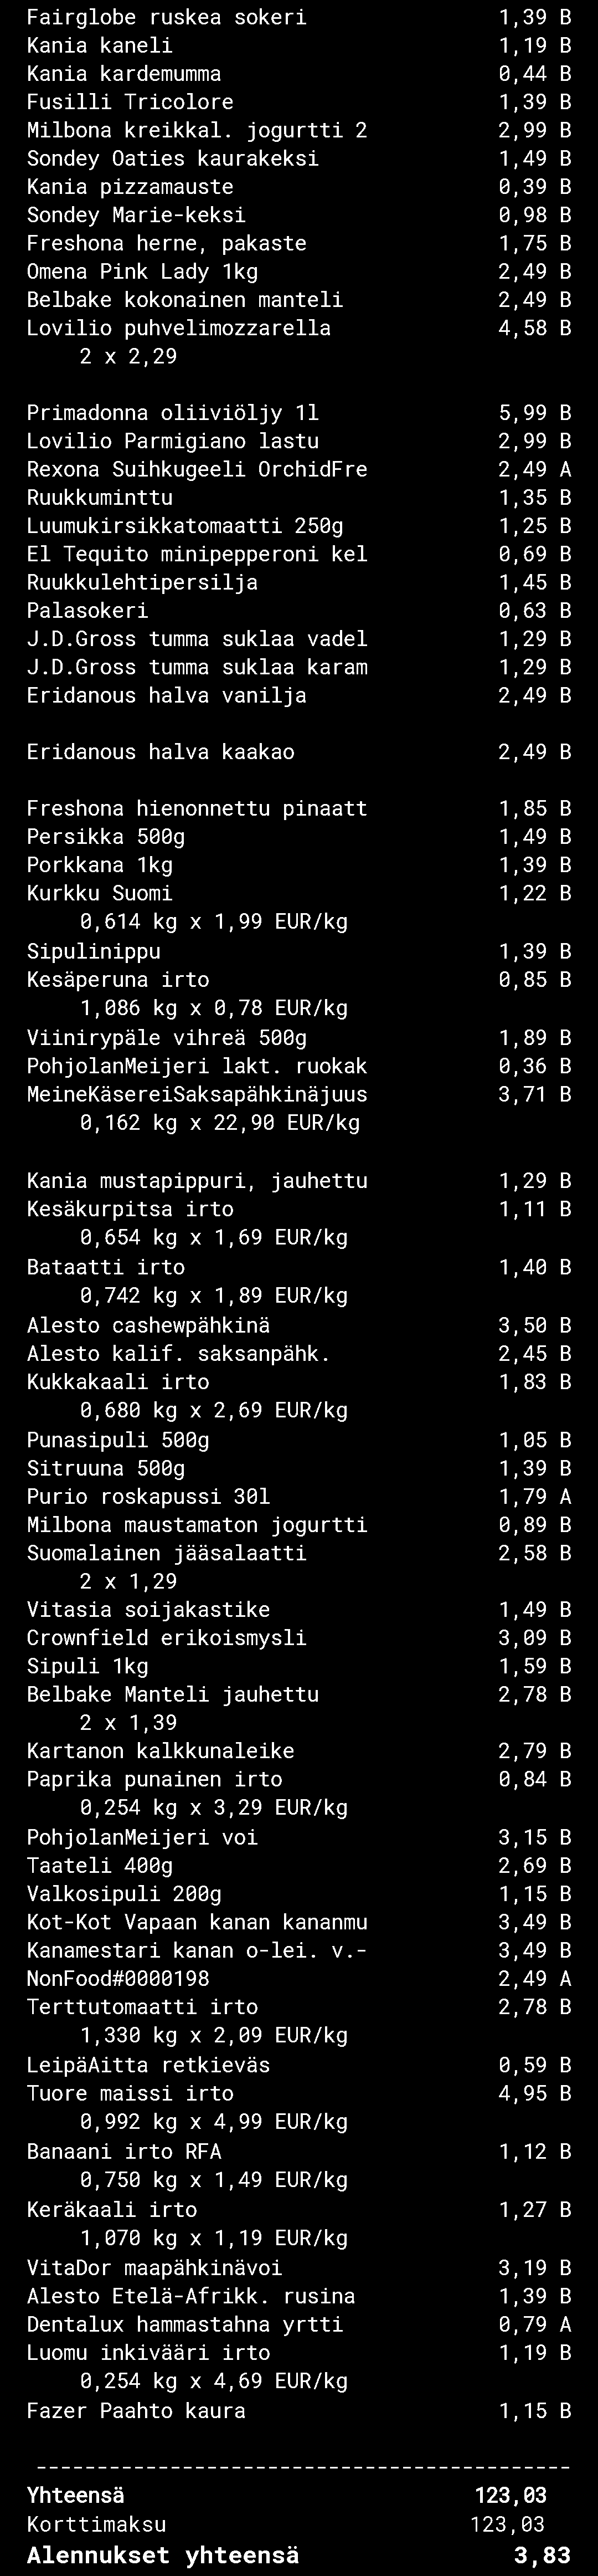 Fairglobe ruskea sokeri 1,39 B
Kania kaneli 1,19 B
Kania kardemumma 0,44 B
Fusilli Tricolore 1,39 B
Milbona kreikkal. jogurtti 2 2,99 B
Sondey Oaties kaurakeksi 1,49 B
Kania pizzamauste 0,39 B
Sondey Marie-keksi 0,98 B
Freshona herne, pakaste 1,75 B
Omena Pink Lady 1kg 2,49 B
Belbake kokonainen manteli 2,49 B
Lovilio puhvelimozzarella 4,58 B
2 x 2,29
Primadonna oliiviöljy 1l 5,99 B
Lovilio Parmigiano lastu 2,99 B
Rexona Suihkugeeli OrchidFre 2,49 A
Ruukkuminttu 1,35 B
Luumukirsikkatomaatti 250g 1,25 B
El Tequito minipepperoni kel 0,69 B
Ruukkulehtipersilja 1,45 B
Palasokeri 0,63 B
J.D.Gross tumma suklaa vadel 1,29 B
J.D.Gross tumma suklaa karam 1,29 B
Eridanous halva vanilja 2,49 B
Eridanous halva kaakao 2,49 B
Freshona hienonnettu pinaatt 1,85 B
Persikka 500g 1,49 B
Porkkana 1kg 1,39 B
Kurkku Suomi 1,22 B
0,614 kg x 1,99 EUR/kg
Sipulinippu 1,39 B
Kesäperuna irto 0,85 B
1,086 kg x 0,78 EUR/kg
Viinirypäle vihreä 500g 1,89 B
PohjolanMeijeri lakt. ruokak 0,36 B
MeineKäsereiSaksapähkinäjuus 3,71 B
0,162 kg x 22,90 EUR/kg
Kania mustapippuri, jauhettu 1,29 B
Kesäkurpitsa irto 1,11 B
0,654 kg x 1,69 EUR/kg
Bataatti irto 1,40 B
0,742 kg x 1,89 EUR/kg
Alesto cashewpähkinä 3,50 B
Alesto kalif. saksanpähk. 2,45 B
Kukkakaali irto 1,83 B
0,680 kg x 2,69 EUR/kg
Punasipuli 500g 1,05 B
Sitruuna 500g 1,39 B
Purio roskapussi 30l 1,79 A
Milbona maustamaton jogurtti 0,89 B
Suomalainen jääsalaatti 2,58 B
2 x 1,29
Vitasia soijakastike 1,49 B
Crownfield erikoismysli 3,09 B
Sipuli 1kg 1,59 B
Belbake Manteli jauhettu 2,78 B
2 x 1,39
Kartanon kalkkunaleike 2,79 B
Paprika punainen irto 0,84 B
0,254 kg x 3,29 EUR/kg
PohjolanMeijeri voi 3,15 B
Taateli 400g 2,69 B
Valkosipuli 200g 1,15 B
Kot-Kot Vapaan kanan kananmu 3,49 B
Kanamestari kanan o-lei. v.- 3,49 B
NonFood#0000198 2,49 A
Terttutomaatti irto 2,78 B
1,330 kg x 2,09 EUR/kg
LeipäAitta retkieväs 0,59 B
Tuore maissi irto 4,95 B
0,992 kg x 4,99 EUR/kg
Banaani irto RFA 1,12 B
0,750 kg x 1,49 EUR/kg
Keräkaali irto 1,27 B
1,070 kg x 1,19 EUR/kg
VitaDor maapähkinävoi 3,19 B
Alesto Etelä-Afrikk. rusina 1,39 B
Dentalux hammastahna yrtti 0,79 A
Luomu inkivääri irto 1,19 B
0,254 kg x 4,69 EUR/kg
Fazer Paahto kaura 1,15 B
--------------------------------------------
Yhteensä 123,03
Korttimaksu 123,03
Alennukset yhteensä 3,83